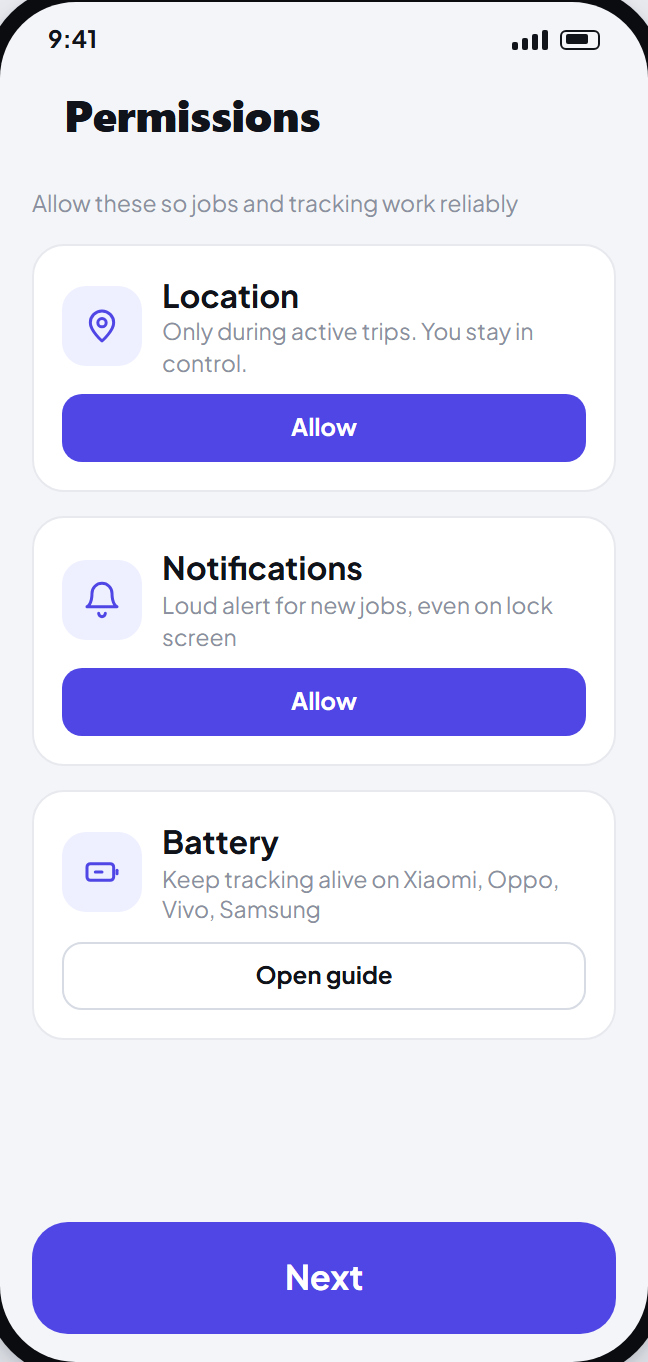 9:41
Permissions
Allow these so jobs and tracking work reliably
Location
Only during active trips. You stay in
control.
Allow
Notifications
Loud alert for new jobs, even on lock
screen
Allow
Battery
Keep tracking alive on Xiaomi, Oppo,
Vivo, Samsung
Open guide
Next